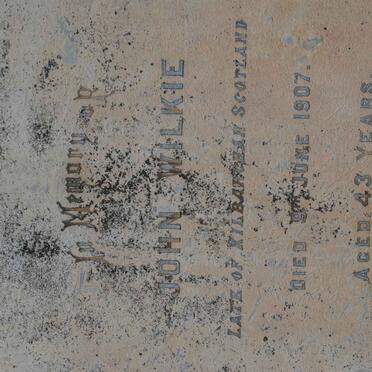 In Memory of
JOHN WILKIE
LATE OF SCOTLAND
DIED JUNE 1907.
AGED 43 YEARS.